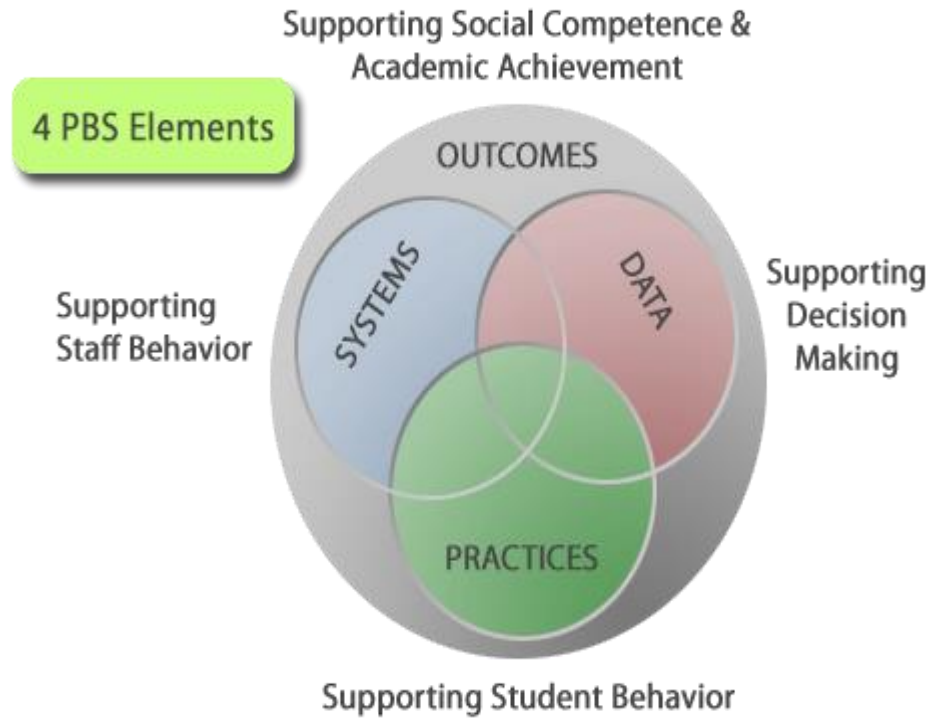 Supporting Social Competence &
Academic Achievement
4 PBS Elements
OUTCOMES
SYSTEMS
DATA
Supporting
Staff Behavior
Supporting
Decision
Making
PRACTICES
Supporting Student Behavior